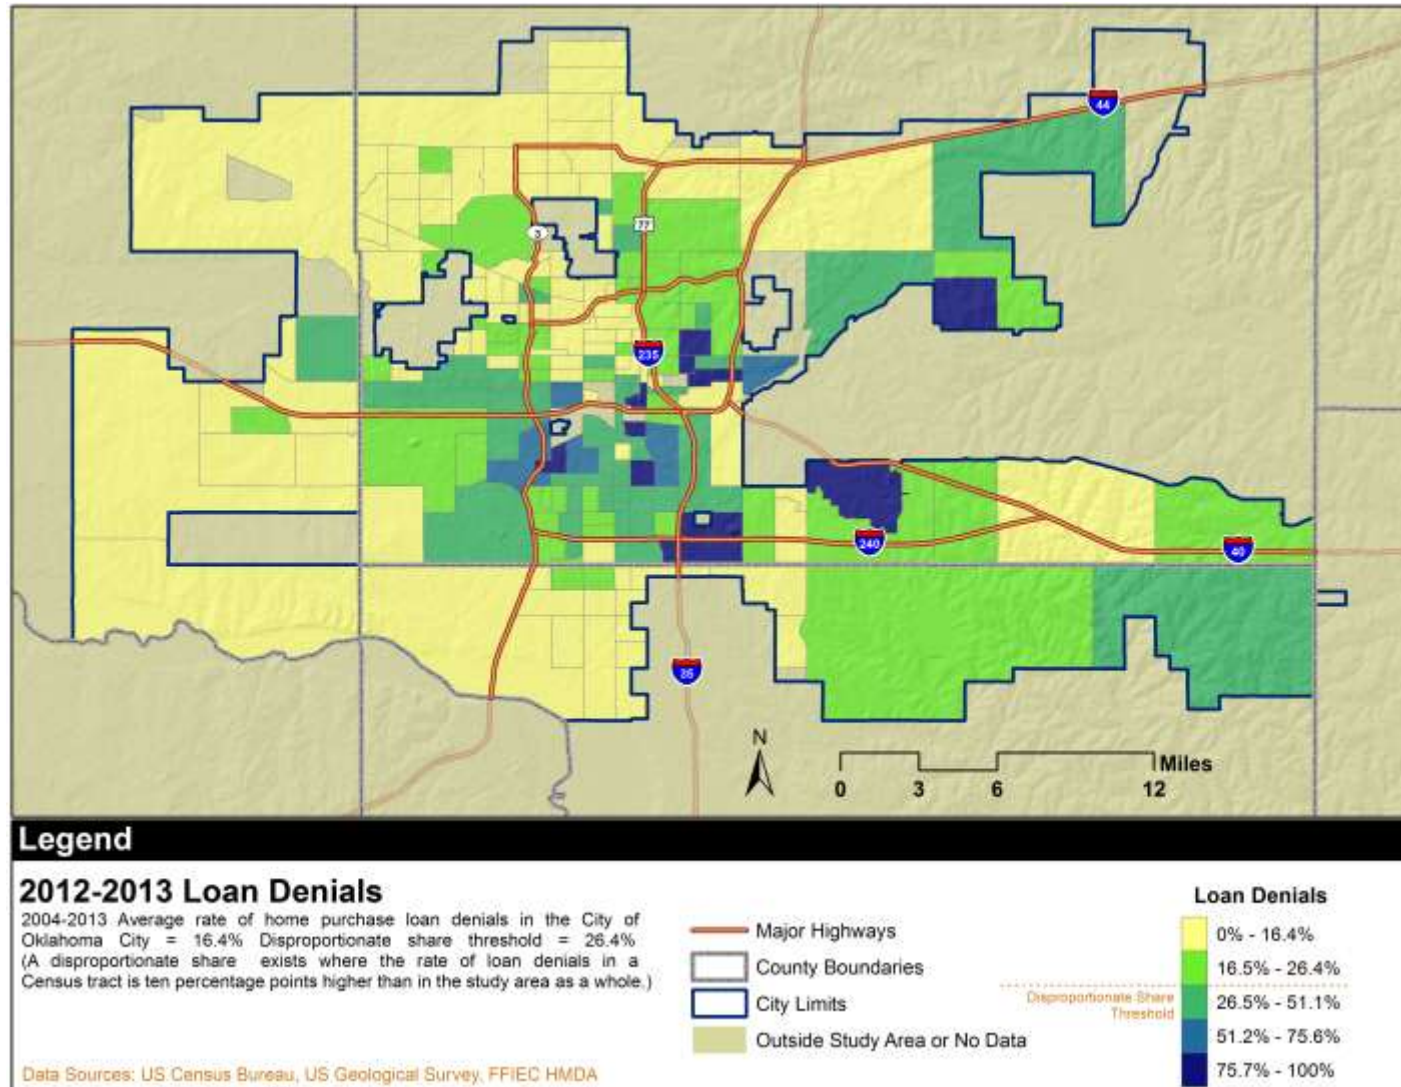 44
3
77
235
240
40
35
N
Miles
0 3 6 12
Legend
2012-2013 Loan Denials
2004-2013 Average rate of home purchase loan denials in the City of
Oklahoma City = 16.4% Disproportionate share threshold = 26.4%
(A disproportionate share exists where the rate of loan denials in a
Census tract is ten percentage points higher than in the study area as a whole.)
Data Sources: US Census Bureau, US Geological Survey, FFIEC HMDA
Major Highways
County Boundaries
City Limits
Outside Study Area or No Data
Loan Denials
0% - 16.4%
16.5% - 26.4%
Disproportionate Share
Threshold
26.5% - 51.1%
51.2% - 75.6%
75.7% - 100%